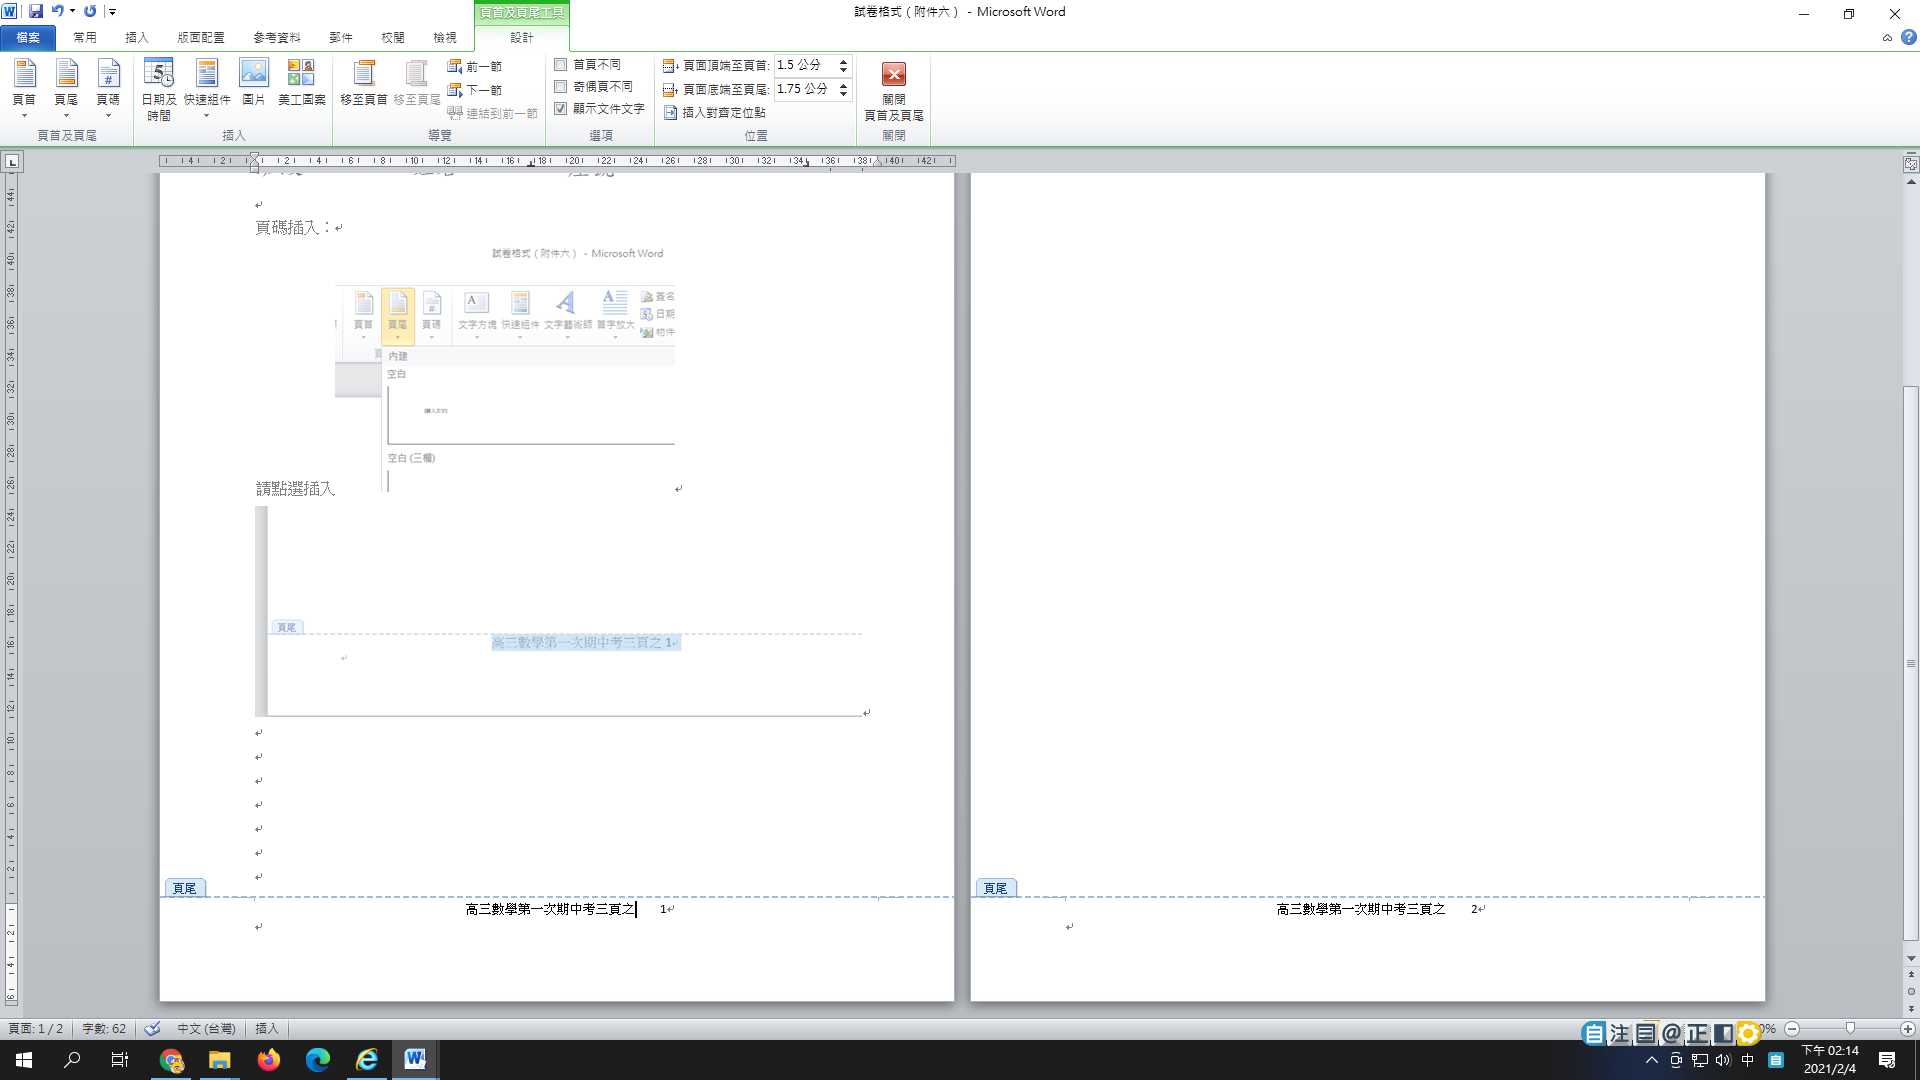 頁首及頁尾工具
試卷格式（附件六） - Microsoft Word
檔案 常用 插入 版面配置 參考資料 郵件 校閱 檢視 設計
頁首 頁尾 頁碼
頁首及頁尾
日期及時間 快速組件 圖片 美工圖案
插入
移至頁首 移至頁尾
前一節
下一節
連結到前一節
導覽
首頁不同
奇偶頁不同
顯示文件文字
選項
頁面頂端至頁首: 1.5 公分
頁面底端至頁尾: 1.75 公分
插入對齊定位點
位置
關閉
頁首及頁尾
關閉
頁碼插入：
試卷格式（附件六） - Microsoft Word
頁首 頁尾 頁碼 文字方塊 快速組件 文字藝術師 首字放大
簽名
日期
物件
內建
空白
空白 (三欄)
請點選插入
頁尾
高三數學第一次期中考三頁之 1
頁尾
高三數學第一次期中考三頁之 1
頁尾
高三數學第一次期中考三頁之 2
頁面: 1 / 2 字數: 62 中文 (台灣) 插入
自 注 @ 正
中 自
下午 02:14
2021/2/4